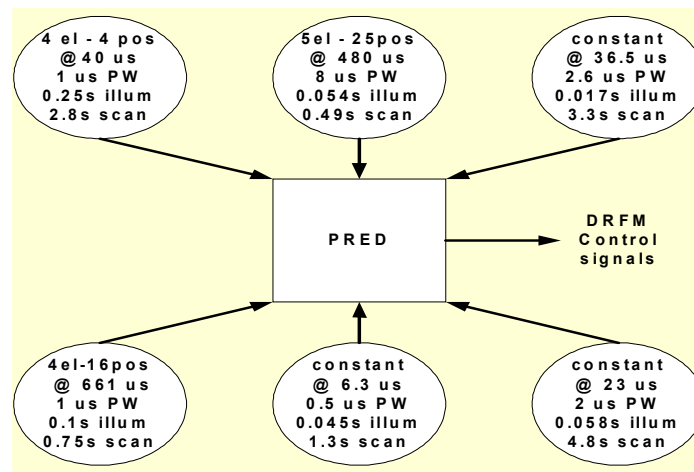 4 el - 4 pos
@ 40 us
1 us PW
0.25s illum
2.8s scan
5el - 25pos
@ 480 us
8 us PW
0.054s illum
0.49s scan
constant
@ 36.5 us
2.6 us PW
0.017s illum
3.3s scan
PRED
DRFM
Control
signals
4el-16pos
@ 661 us
1 us PW
0.1s illum
0.75s scan
constant
@ 6.3 us
0.5 us PW
0.045s illum
1.3s scan
constant
@ 23 us
2 us PW
0.058s illum
4.8s scan